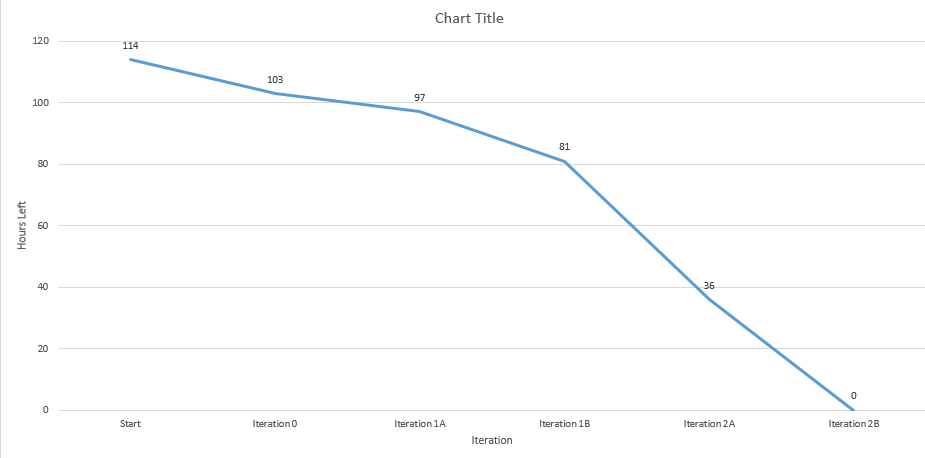 Chart Title
120
100
80
60
40
20
0
Hours Left
114
103
97
81
36
0
Start
Iteration 0
Iteration 1A
Iteration 1B
Iteration 2A
Iteration 2B
Iteration